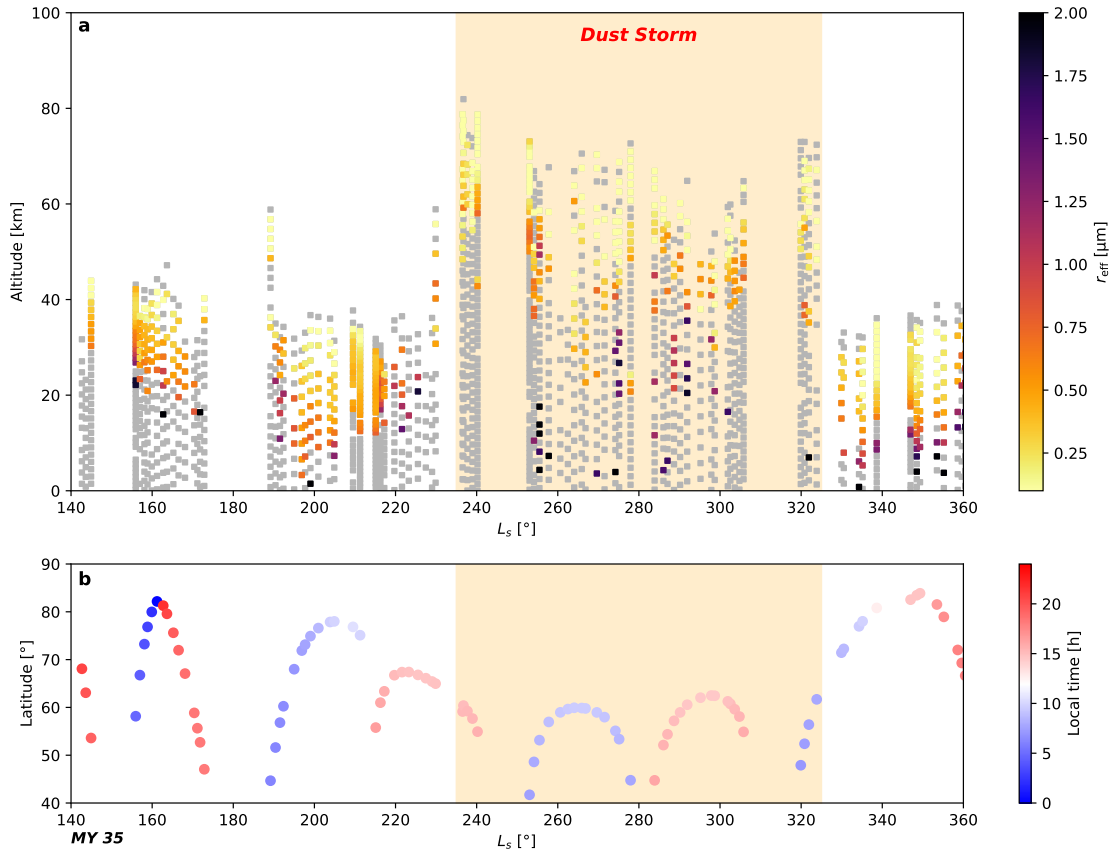 a
Dust Storm
100
80
60
40
20
0
Altitude [km]
140 160 180 200 220 240 260 280 300 320 340 360
Ls [°]
2.00
1.75
1.50
1.25
1.00
0.75
0.50
0.25
reff [μm]
b
90
80
70
60
50
40
Latitude [°]
140 160 180 200 220 240 260 280 300 320 340 360
MY 35
Ls [°]
20
15
10
5
0
Local time [h]